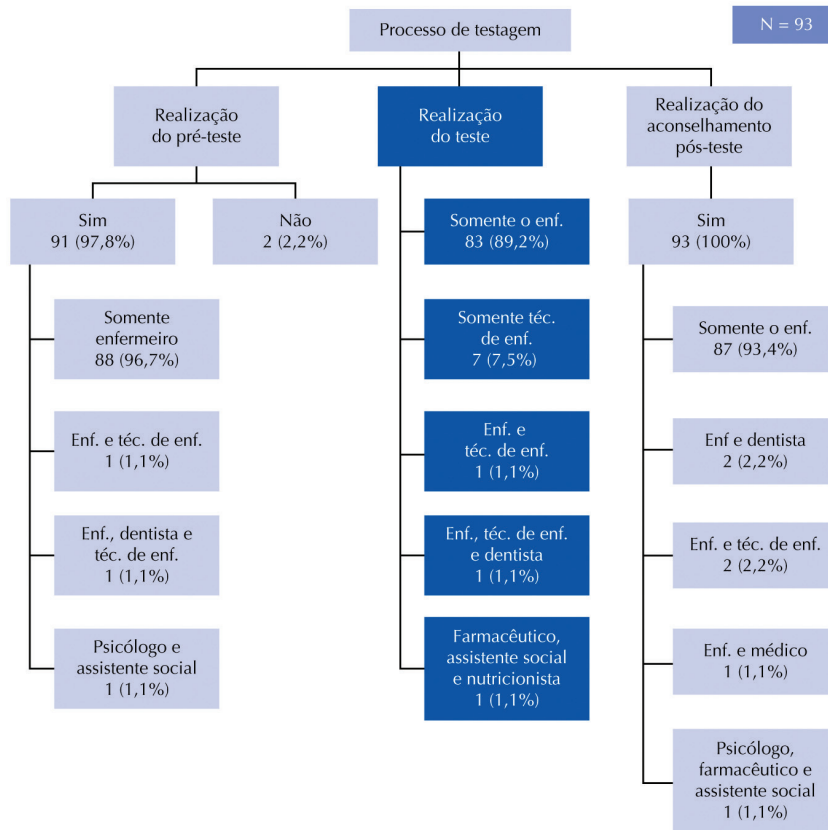 Processo de testagem
N = 93
Realização
do pré-teste
Sim
91 (97,8%)
Não
2 (2,2%)
Somente
enfermeiro
88 (96,7%)
Enf. e téc. de enf.
1 (1,1%)
Enf., dentista e
téc. de enf.
1 (1,1%)
Psicólogo e
assistente social
1 (1,1%)
Realização
do teste
Somente o enf.
83 (89,2%)
Somente téc.
de enf.
7 (7,5%)
Enf. e
téc. de enf.
1 (1,1%)
Enf., téc. de enf.
e dentista
1 (1,1%)
Farmacêutico,
assistente social
e nutricionista
1 (1,1%)
Realização do
aconselhamento
pós-teste
Sim
93 (100%)
Somente o enf.
87 (93,4%)
Enf e dentista
2 (2,2%)
Enf. e téc. de enf.
2 (2,2%)
Enf. e médico
1 (1,1%)
Psicólogo,
farmacêutico e
assistente social
1 (1,1%)